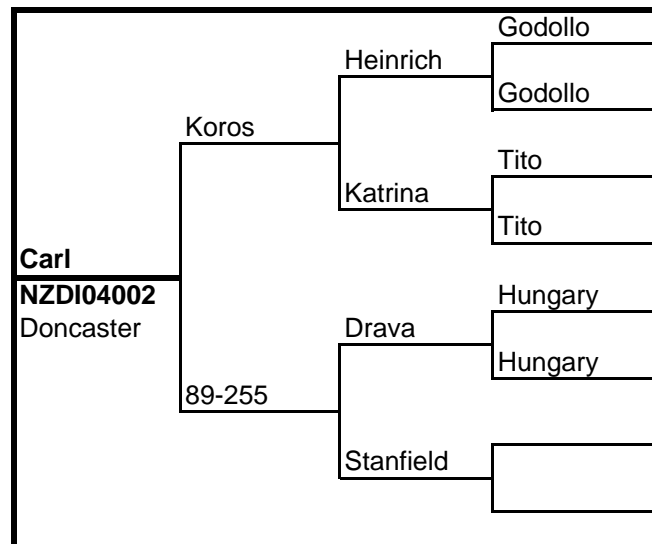 Godollo
Heinrich
Godollo
Koros
Tito
Katrina
Tito
Carl
NZDI04002
Doncaster
Hungary
Drava
Hungary
89-255
Stanfield